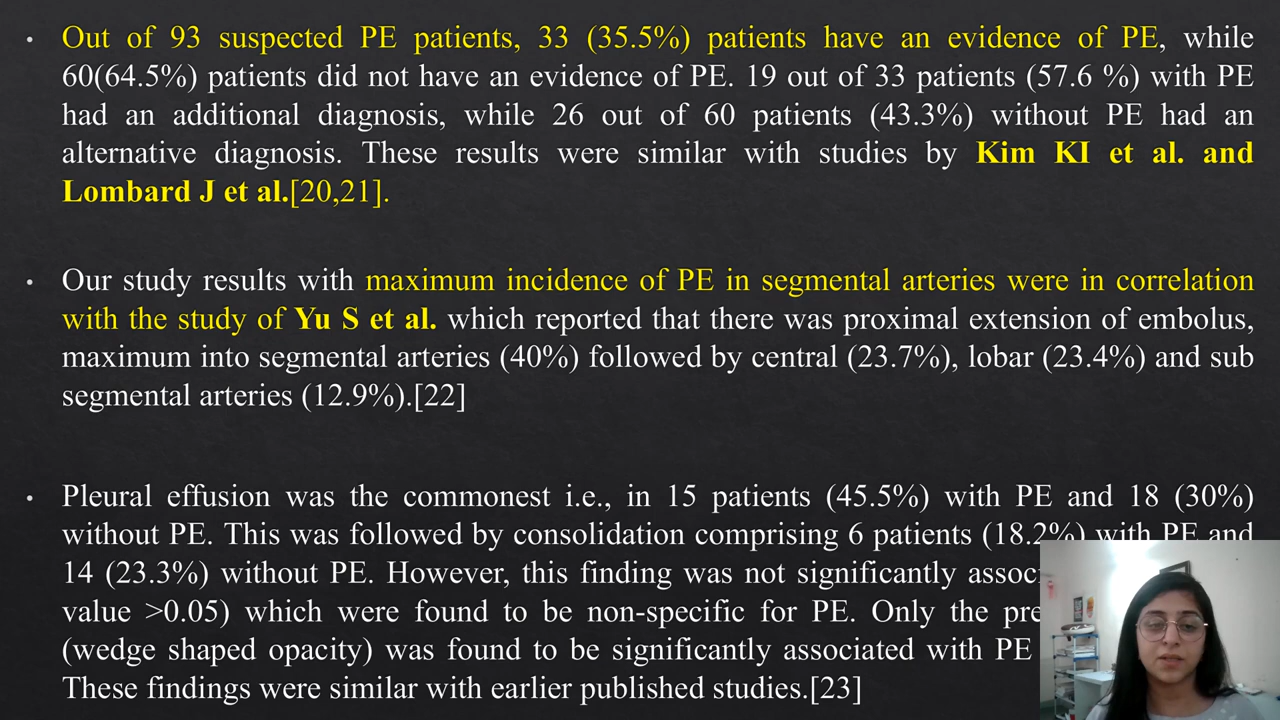 • Out of 93 suspected PE patients, 33 (35.5%) patients have an evidence of PE, while
60(64.5%) patients did not have an evidence of PE. 19 out of 33 patients (57.6 %) with PE
had an additional diagnosis, while 26 out of 60 patients (43.3%) without PE had an
alternative diagnosis. These results were similar with studies by Kim KI et al. and
Lombard J et al.[20,21].
• Our study results with maximum incidence of PE in segmental arteries were in correlation
with the study of Yu S et al. which reported that there was proximal extension of embolus,
maximum into segmental arteries (40%) followed by central (23.7%), lobar (23.4%) and sub
segmental arteries (12.9%).[22]
• Pleural effusion was the commonest i.e., in 15 patients (45.5%) with PE and 18 (30%)
without PE. This was followed by consolidation comprising 6 patients (18.2%) with PE and
14 (23.3%) without PE. However, this finding was not significantly
value >0.05) which were found to be non-specific for PE. Only the
(wedge shaped opacity) was found to be significantly associated with PE
These findings were similar with earlier published studies.[23]